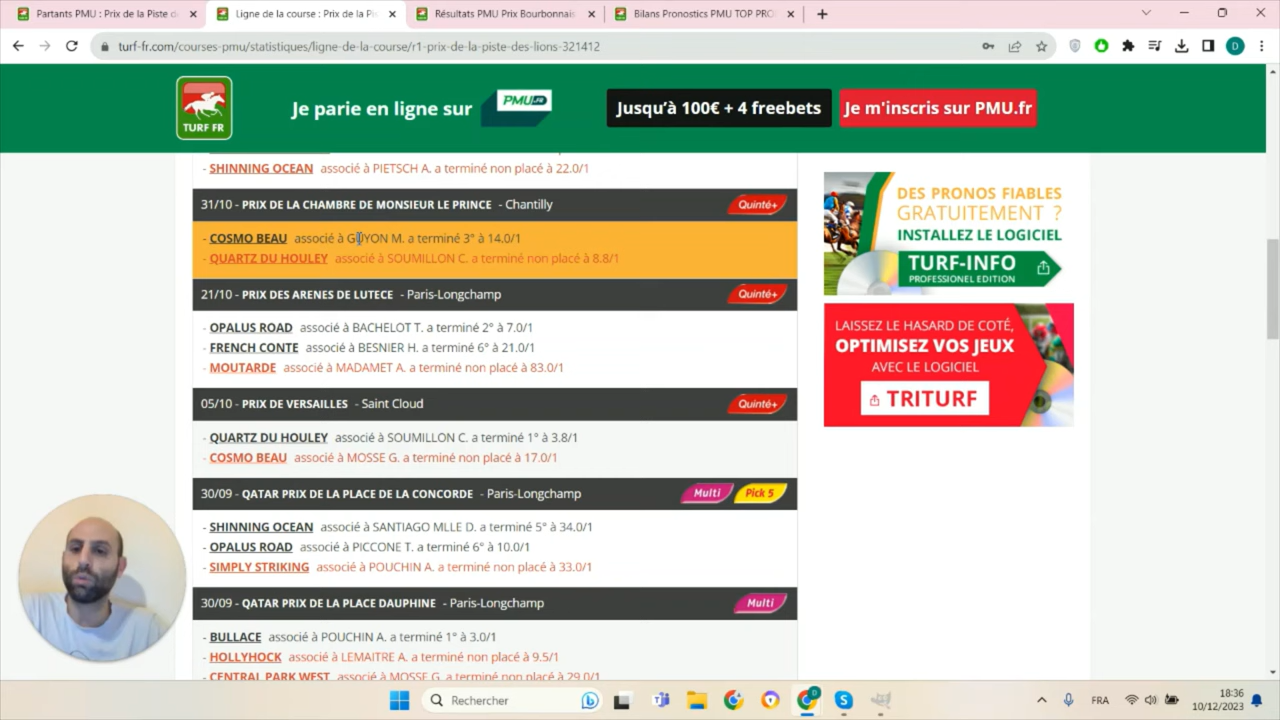 Partants PMU : Prix de la Piste d
Ligne de la course : Prix de la Pis
Résultats PMU Prix Bourbonnais
Bilans Pronostics PMU TOP PRO
turf-fr.com/courses-pmu/statistiques/ligne-de-la-course/r1-prix-de-la-piste-des-lions-321412
D
TURF FR
Je parie en ligne sur
PMU.fr
Jusqu'à 100€ + 4 freebets
Je m'inscris sur PMU.fr
- SHINNING OCEAN associé à PIETSCH A. a terminé non placé à 22.0/1
31/10 - PRIX DE LA CHAMBRE DE MONSIEUR LE PRINCE - Chantilly Quinté+
- COSMO BEAU associé à GUYON M. a terminé 3° à 14.0/1
- QUARTZ DU HOULEY associé à SOUMILLON C. a terminé non placé à 8.8/1
21/10 - PRIX DES ARENES DE LUTECE - Paris-Longchamp Quinté+
- OPALUS ROAD associé à BACHELOT T. a terminé 2° à 7.0/1
- FRENCH CONTE associé à BESNIER H. a terminé 6° à 21.0/1
- MOUTARDE associé à MADAMET A. a terminé non placé à 83.0/1
05/10 - PRIX DE VERSAILLES - Saint Cloud Quinté+
- QUARTZ DU HOULEY associé à SOUMILLON C. a terminé 1° à 3.8/1
- COSMO BEAU associé à MOSSE G. a terminé non placé à 17.0/1
30/09 - QATAR PRIX DE LA PLACE DE LA CONCORDE - Paris-Longchamp Multi Pick 5
- SHINNING OCEAN associé à SANTIAGO MLLE D. a terminé 5° à 34.0/1
- OPALUS ROAD associé à PICCONE T. a terminé 6° à 10.0/1
- SIMPLY STRIKING associé à POUCHIN A. a terminé non placé à 33.0/1
30/09 - QATAR PRIX DE LA PLACE DAUPHINE - Paris-Longchamp Multi
- BULLACE associé à POUCHIN A. a terminé 1° à 3.0/1
- HOLLYHOCK associé à LEMAITRE A. a terminé non placé à 9.5/1
- CENTRAL PARK WEST associé à MOSSE G. a terminé non placé à 29.0/1
DES PRONOS FIABLES
GRATUITEMENT ?
INSTALLEZ LE LOGICIEL
TURF-INFO
PROFESSIONEL EDITION
LAISSEZ LE HASARD DE COTÉ,
OPTIMISEZ VOS JEUX
AVEC LE LOGICIEL
TRITURF
Rechercher
D
FRA
18:36
10/12/2023